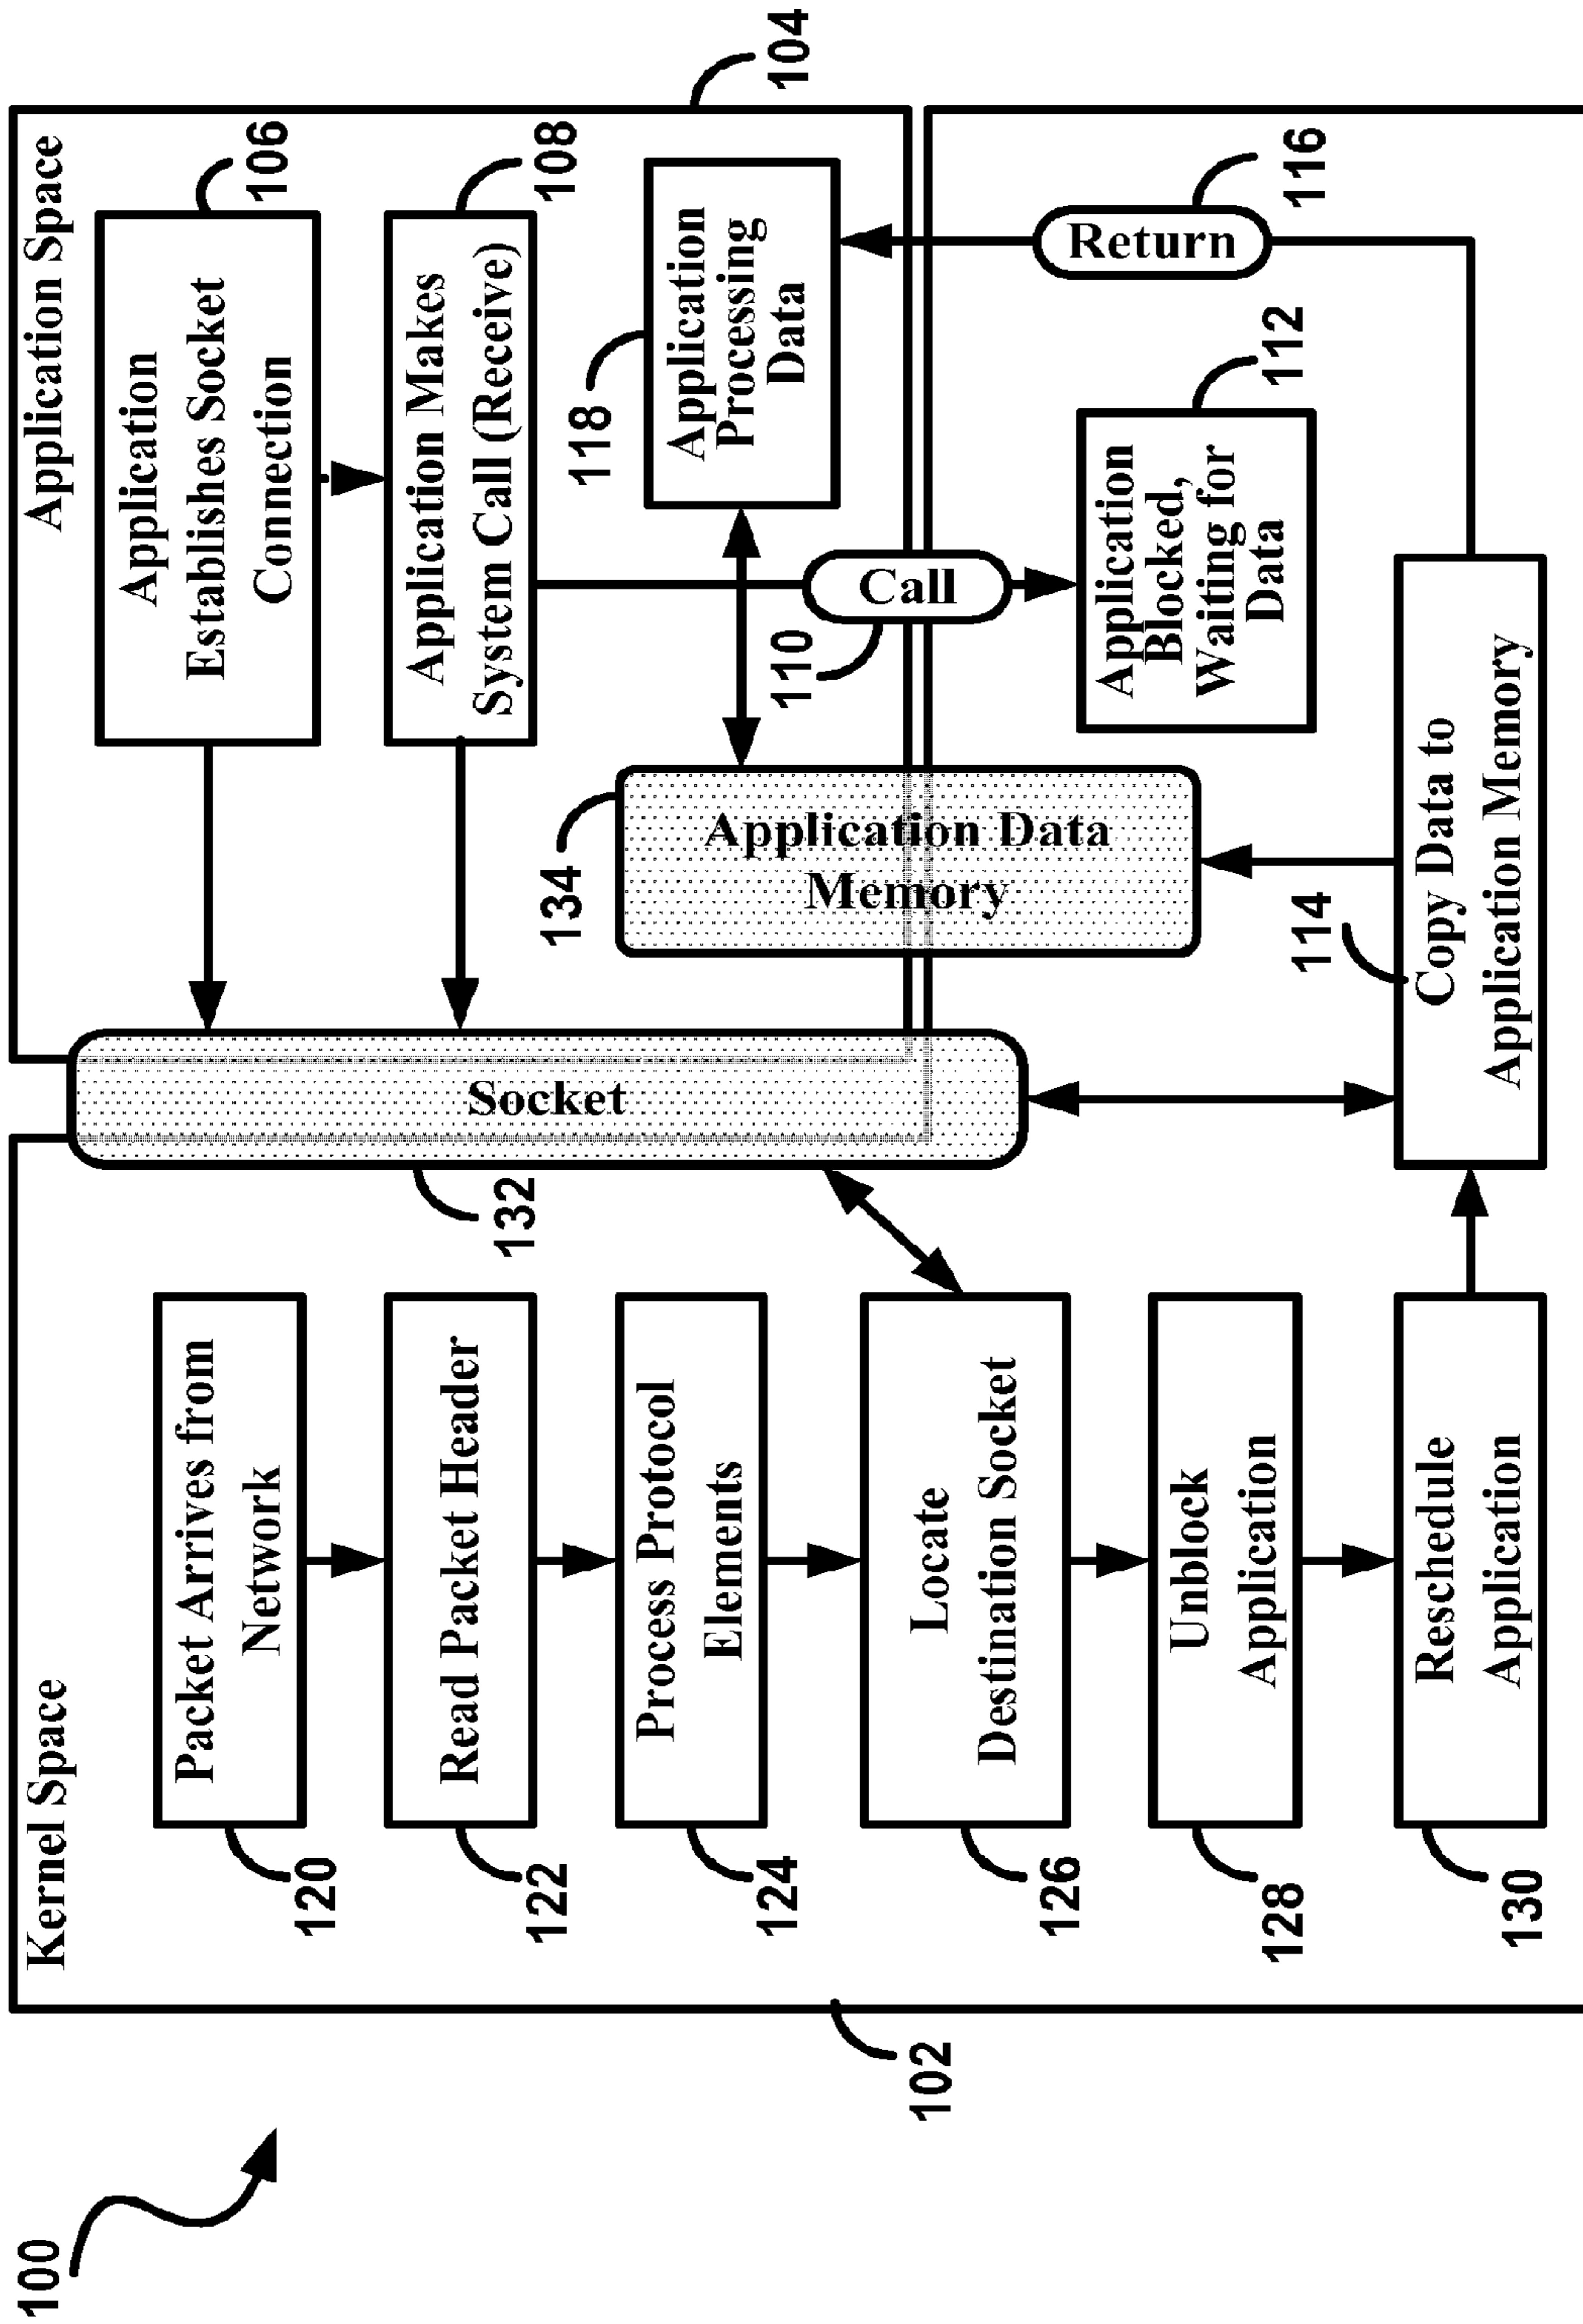 100
Kernel Space
Application Space
102
104
120
Packet Arrives from
Network
122
Read Packet Header
124
Process Protocol
Elements
126
Locate
Destination Socket
128
Unblock
Application
130
Reschedule
Application
132
Socket
Application
Establishes Socket
Connection
106
Application Makes
System Call (Receive)
108
118
Application
Processing
Data
110
Call
134
Application Data
Memory
Application
Blocked,
Waiting for
Data
112
Return
116
114
Copy Data to
Application Memory